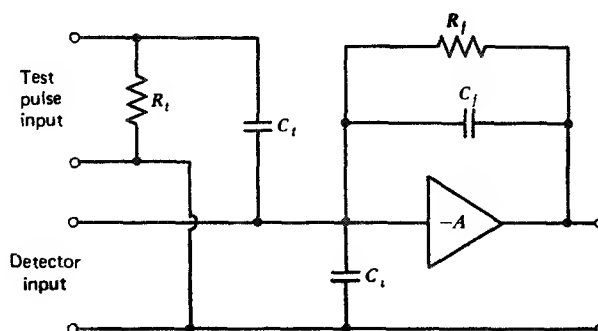 Test
pulse
input
R_t
C_t
R_f
C_f
-A
Detector
input
C_i